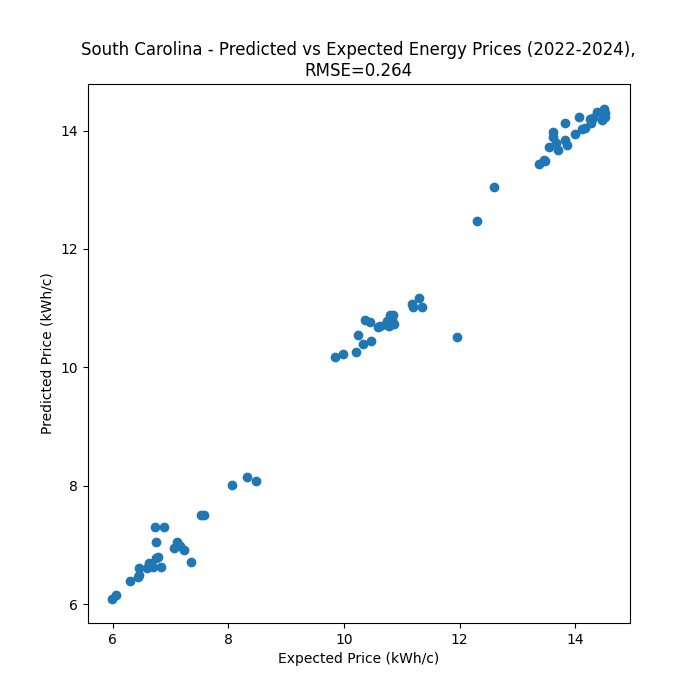 South Carolina - Predicted vs Expected Energy Prices (2022-2024),
RMSE=0.264
Predicted Price (kWh/c)
14
12
10
8
6
6 8 10 12 14
Expected Price (kWh/c)